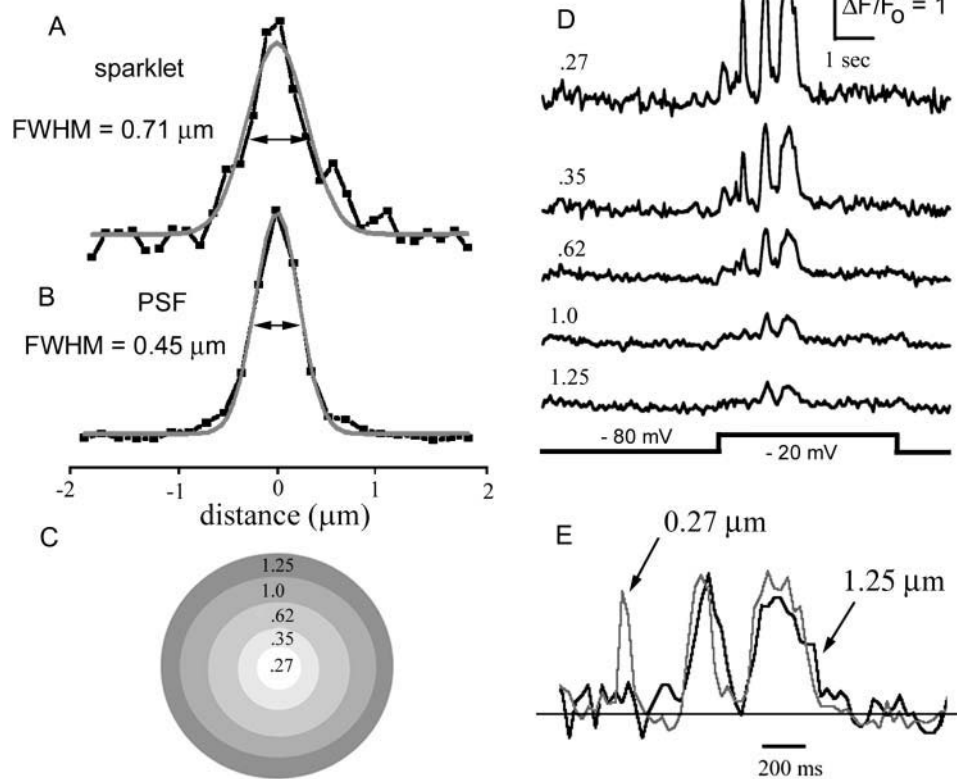 A
sparklet
FWHM = 0.71 μm
B
PSF
FWHM = 0.45 μm
-2 -1 0 1 2
distance (μm)
C
1.25
1.0
.62
.35
.27
D
ΔF/Fo = 1
1 sec
.27
.35
.62
1.0
1.25
- 80 mV
- 20 mV
E
0.27 μm
1.25 μm
200 ms